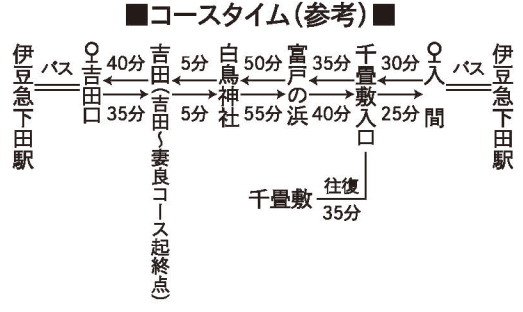 ■コースタイム(参考)■
伊豆急下田駅
バス
吉田口
40分
35分
吉田(吉田〜妻良コース起終点)
5分
5分
白鳥神社
50分
55分
富戸の浜
35分
40分
千畳敷入口
30分
25分
入間
バス
伊豆急下田駅
千畳敷
往復
35分